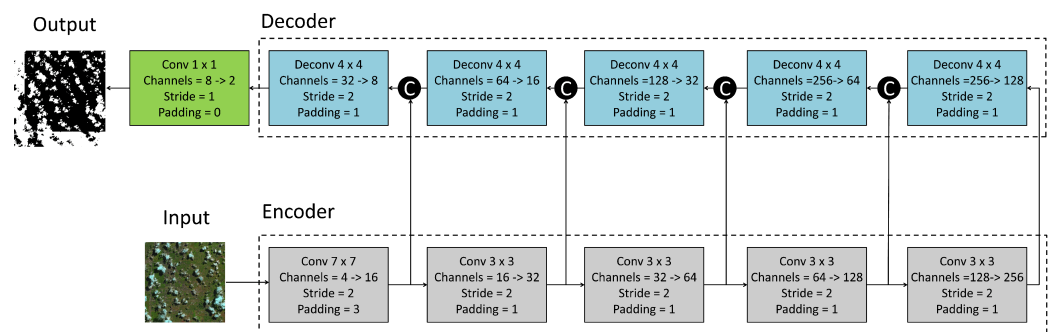 Output
Decoder
Conv 1 x 1
Channels = 8 -> 2
Stride = 1
Padding = 0
Deconv 4 x 4
Channels = 32 -> 8
Stride = 2
Padding = 1
C
Deconv 4 x 4
Channels = 64 -> 16
Stride = 2
Padding = 1
C
Deconv 4 x 4
Channels =128 -> 32
Stride = 2
Padding = 1
C
Deconv 4 x 4
Channels =256-> 64
Stride = 2
Padding = 1
C
Deconv 4 x 4
Channels =256-> 128
Stride = 2
Padding = 1
Input
Encoder
Conv 7 x 7
Channels = 4 -> 16
Stride = 2
Padding = 3
Conv 3 x 3
Channels = 16 -> 32
Stride = 2
Padding = 1
Conv 3 x 3
Channels = 32 -> 64
Stride = 2
Padding = 1
Conv 3 x 3
Channels = 64 -> 128
Stride = 2
Padding = 1
Conv 3 x 3
Channels =128-> 256
Stride = 2
Padding = 1